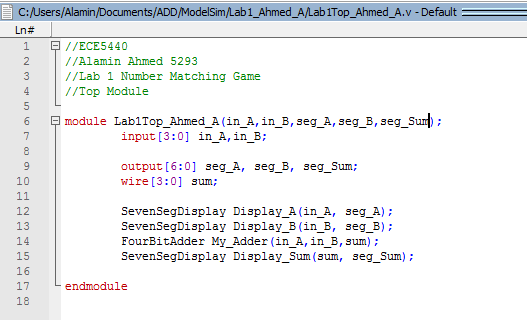 C:/Users/Alamin/Documents/ADD/ModelSim/Lab1_Ahmed_A/Lab1Top_Ahmed_A.v - Default
Ln#
1 //ECE5440
2 //Alamin Ahmed 5293
3 //Lab 1 Number Matching Game
4 //Top Module
5
6 module Lab1Top_Ahmed_A(in_A,in_B,seg_A,seg_B,seg_Sum);
7 input[3:0] in_A,in_B;
8
9 output[6:0] seg_A, seg_B, seg_Sum;
10 wire[3:0] sum;
11
12 SevenSegDisplay Display_A(in_A, seg_A);
13 SevenSegDisplay Display_B(in_B, seg_B);
14 FourBitAdder My_Adder(in_A,in_B,sum);
15 SevenSegDisplay Display_Sum(sum, seg_Sum);
16
17 endmodule
18